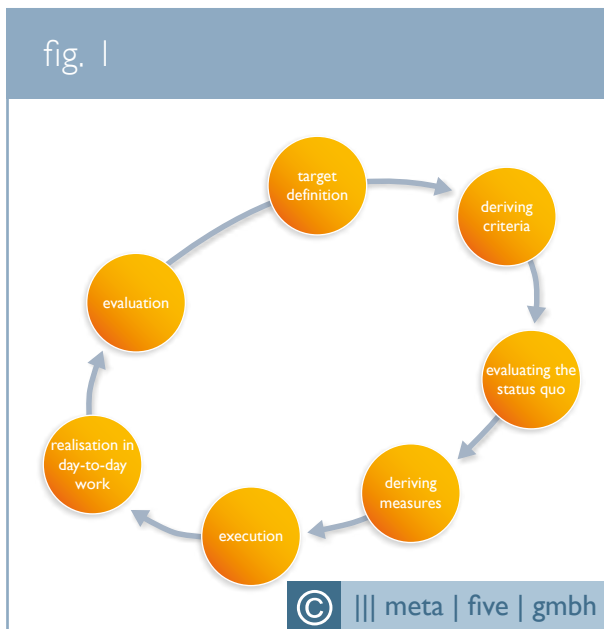 fig. 1
target
definition
deriving
criteria
evaluating the
status quo
deriving
measures
execution
realisation in
day-to-day
work
evaluation
© ||| meta | five | gmbh